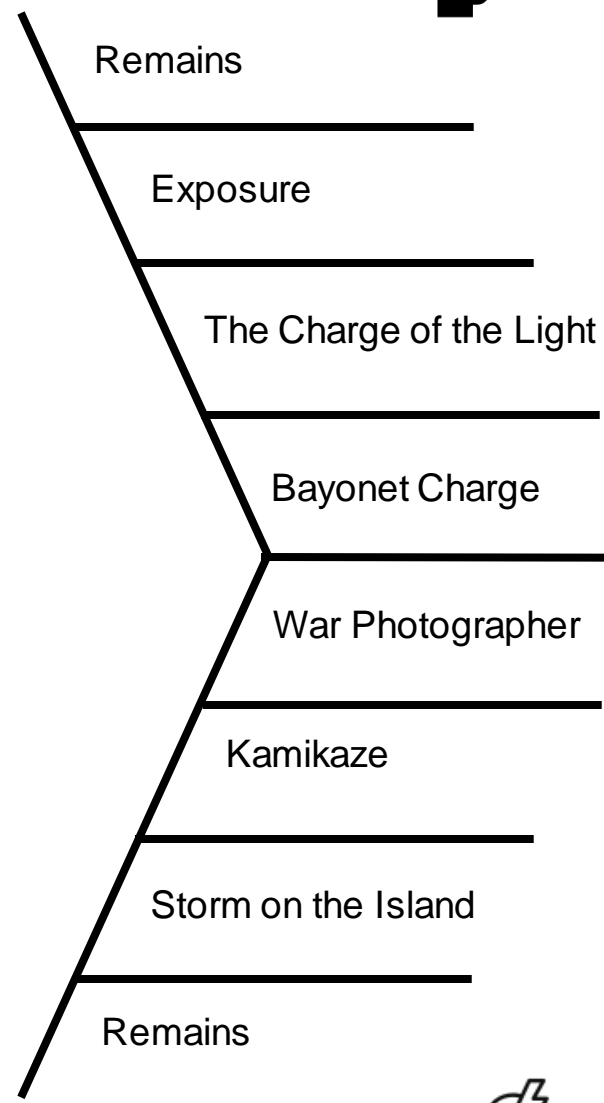 Remains
Exposure
The Charge of the Light
Bayonet Charge
War Photographer
Kamikaze
Storm on the Island
Remains